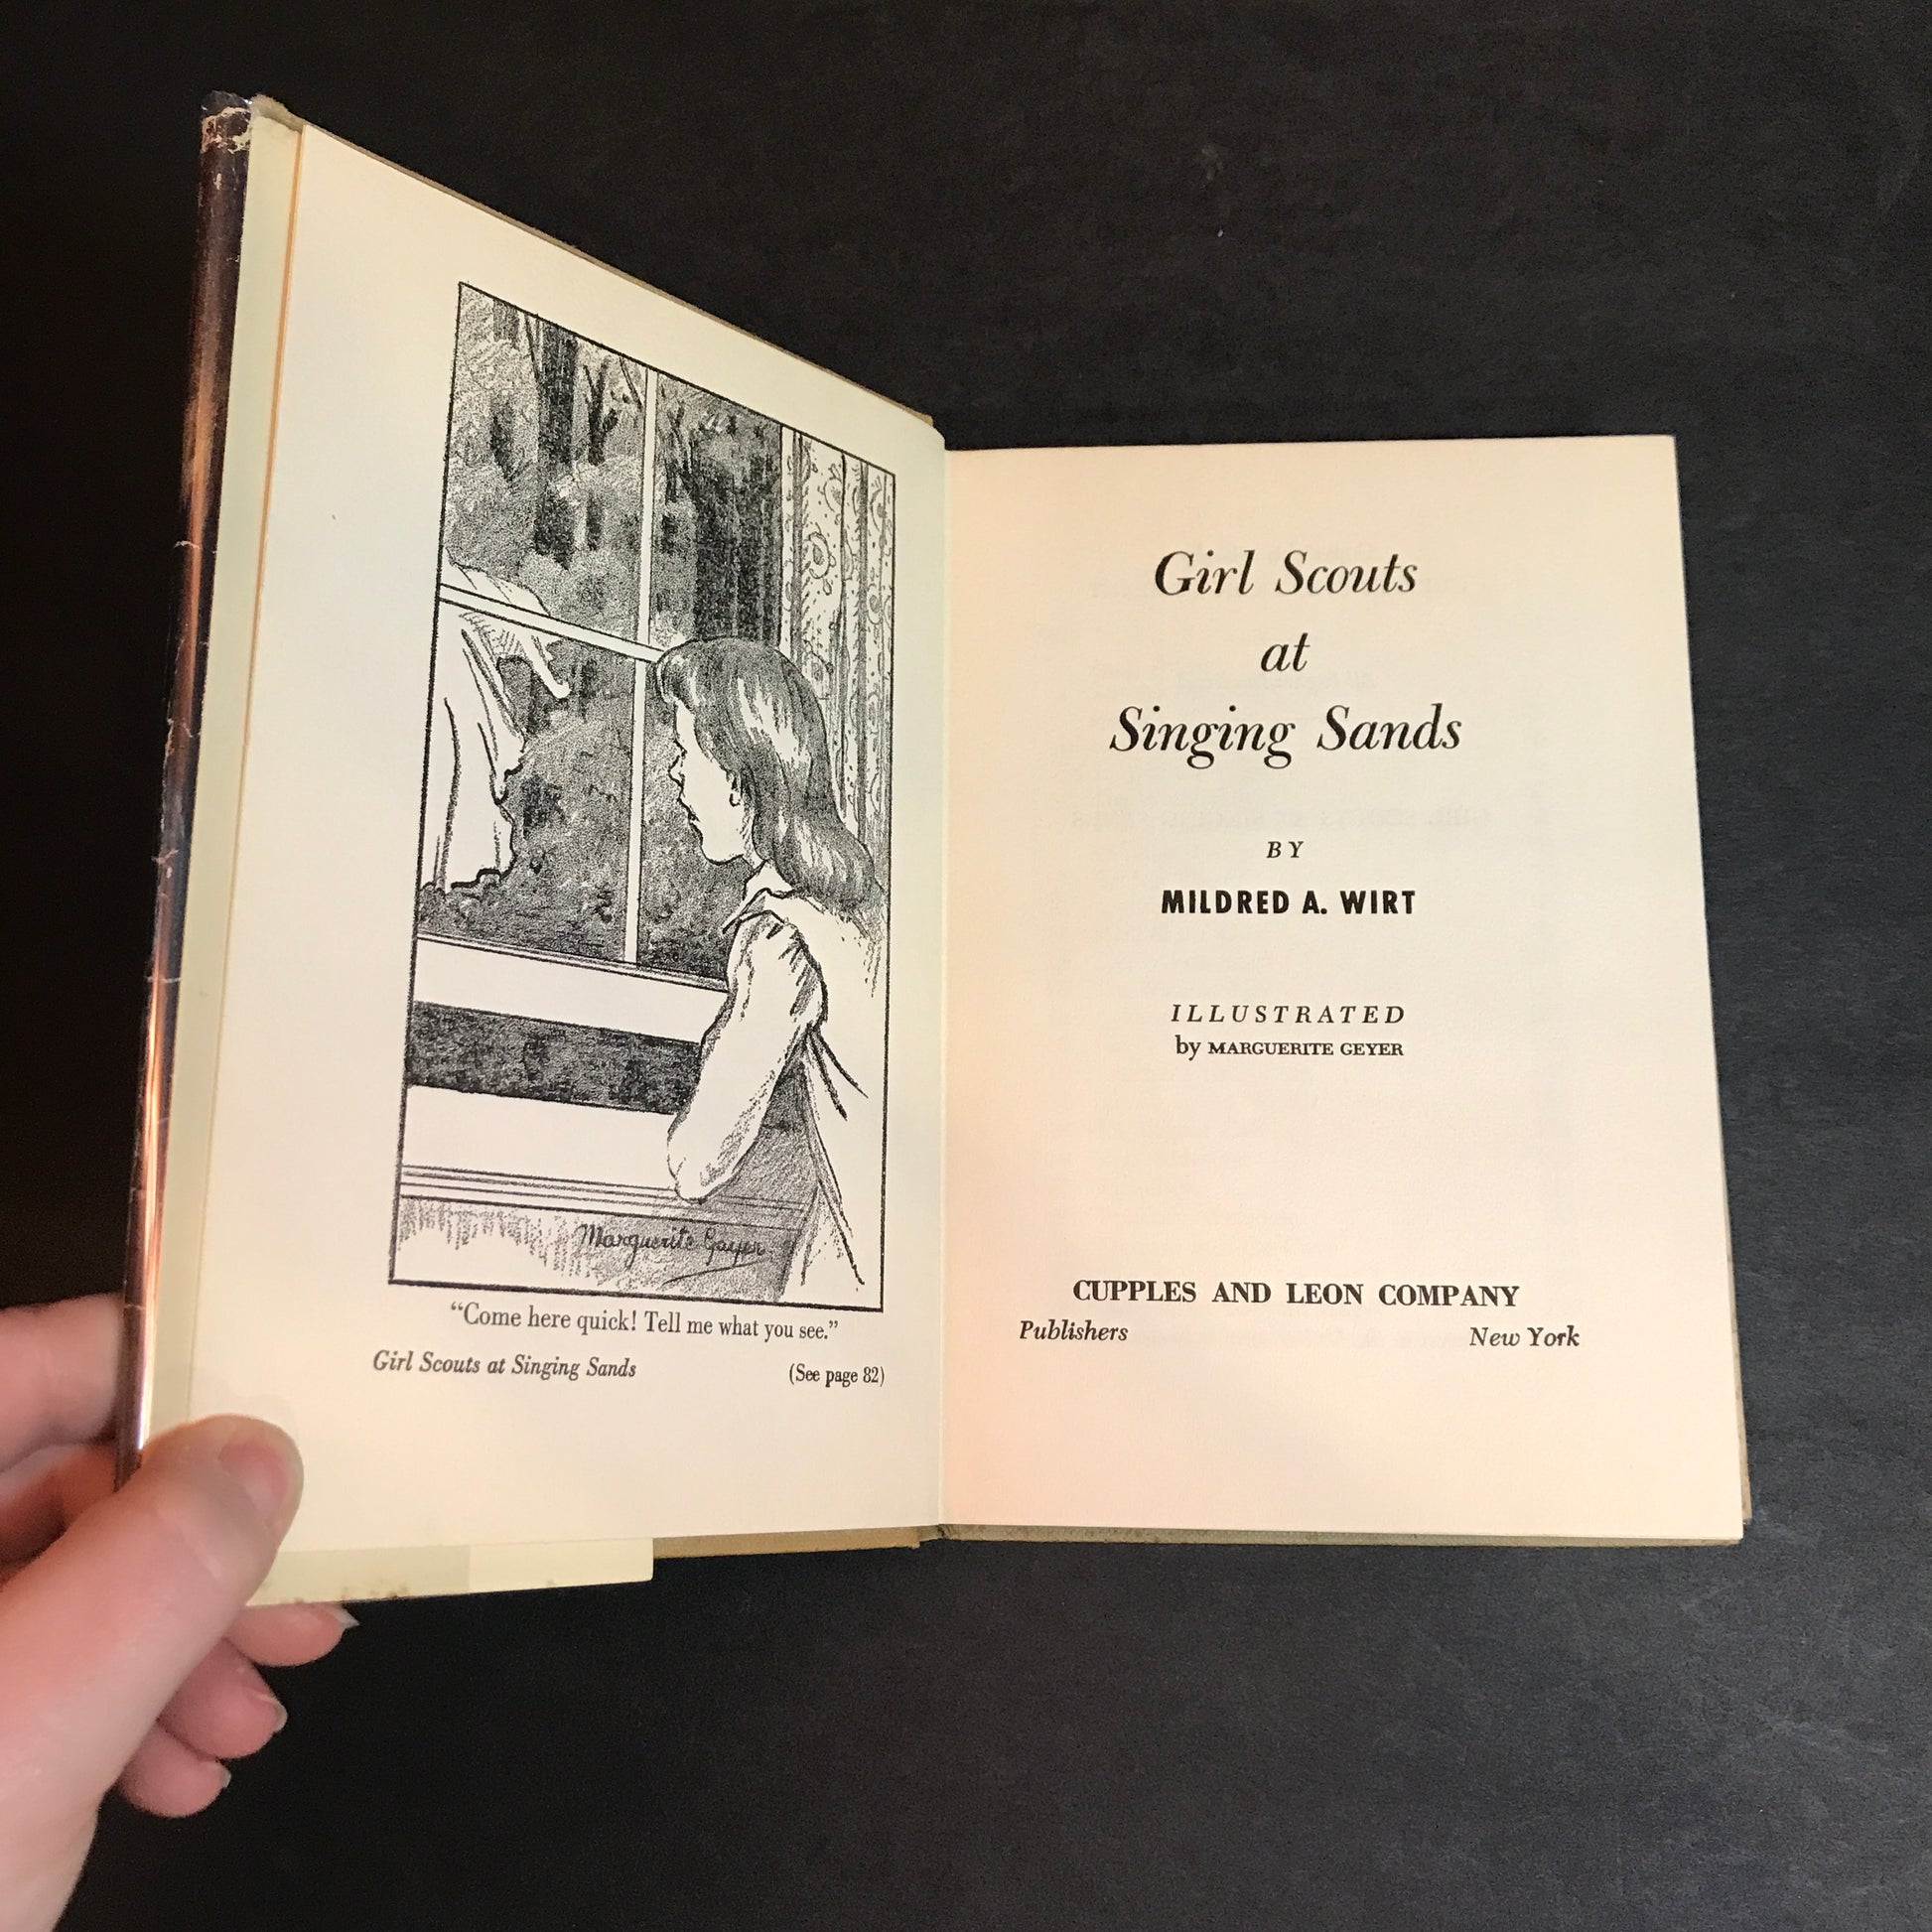 Marguerite Geyer
“Come here quick! Tell me what you see.”
Girl Scouts at Singing Sands (See page 82)
Girl Scouts
at
Singing Sands
BY
MILDRED A. WIRT
ILLUSTRATED
by MARGUERITE GEYER
CUPPLES AND LEON COMPANY
Publishers New York